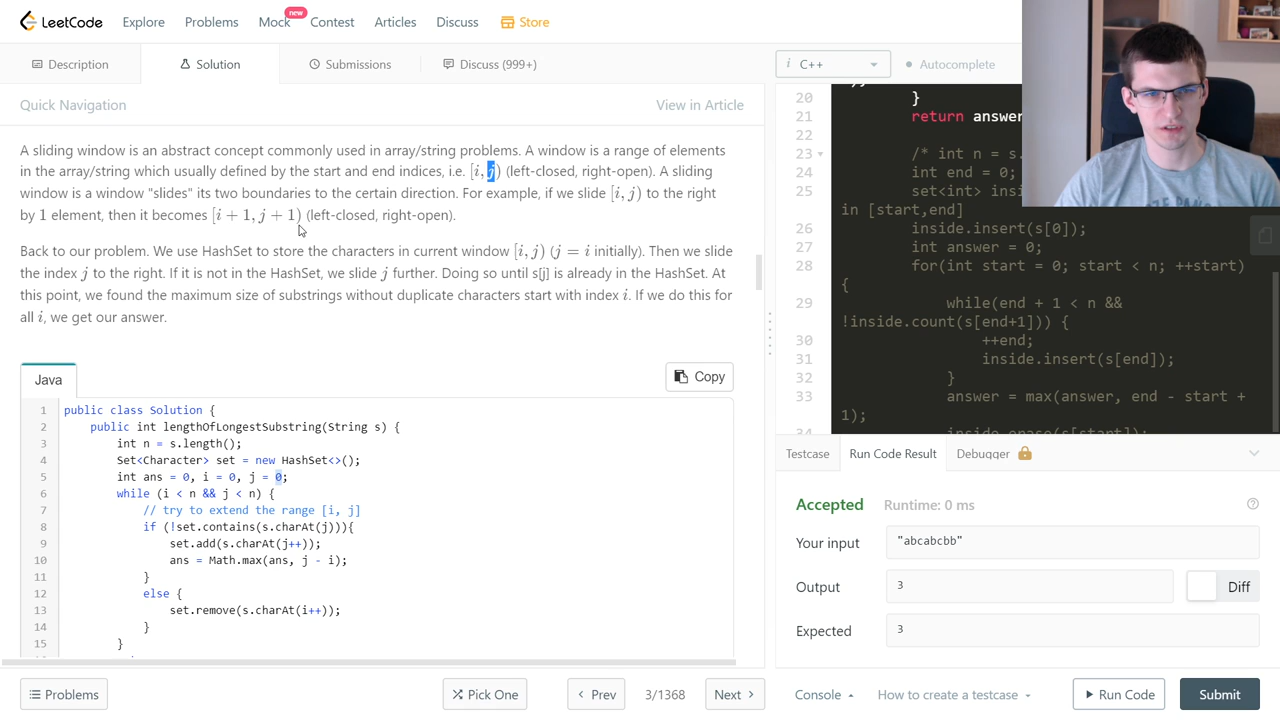 LeetCode Explore Problems Mock new Contest Articles Discuss Store
Description Solution Submissions Discuss (999+)
Quick Navigation View in Article
A sliding window is an abstract concept commonly used in array/string problems. A window is a range of elements
in the array/string which usually defined by the start and end indices, i.e. [i, j) (left-closed, right-open). A sliding
window is a window "slides" its two boundaries to the certain direction. For example, if we slide [i, j) to the right
by 1 element, then it becomes [i + 1, j + 1) (left-closed, right-open).
Back to our problem. We use HashSet to store the characters in current window [i, j) (j = i initially). Then we slide
the index j to the right. If it is not in the HashSet, we slide j further. Doing so until s[j] is already in the HashSet. At
this point, we found the maximum size of substrings without duplicate characters start with index i. If we do this for
all i, we get our answer.
Java
Copy
1 public class Solution {
2 public int lengthOfLongestSubstring(String s) {
3 int n = s.length();
4 Set<Character> set = new HashSet<>();
5 int ans = 0, i = 0, j = 0;
6 while (i < n && j < n) {
7 // try to extend the range [i, j]
8 if (!set.contains(s.charAt(j))){
9 set.add(s.charAt(j++));
10 ans = Math.max(ans, j - i);
11 }
12 else {
13 set.remove(s.charAt(i++));
14 }
15 }
Problems Pick One Prev 3/1368 Next
i C++ Autocomplete
20 }
21 return answer
22
23 /* int n = s.
24 int end = 0;
25 set<int> insi
in [start,end]
26 inside.insert(s[0]);
27 int answer = 0;
28 for(int start = 0; start < n; ++start)
{
29 while(end + 1 < n &&
!inside.count(s[end+1])) {
30 ++end;
31 inside.insert(s[end]);
32 }
33 answer = max(answer, end - start +
1);
34 inside.erase(s[start]);
Testcase Run Code Result Debugger
Accepted Runtime: 0 ms
Your input "abcabcbb"
Output 3 Diff
Expected 3
Console How to create a testcase Run Code Submit